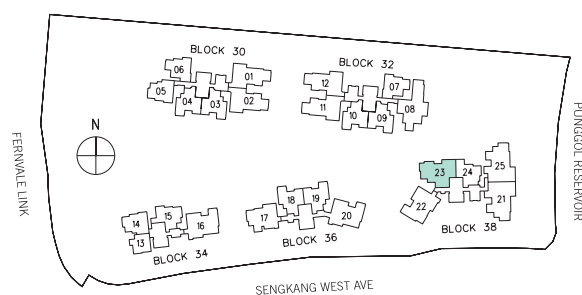 BLOCK 30
BLOCK 32
06
01
05
04
03
02
12
07
11
10
09
08
N
FERNVALE LINK
PUNGGOL RESERVOIR
23
24
25
22
21
BLOCK 38
18
19
17
20
BLOCK 36
14
15
16
13
BLOCK 34
SENGKANG WEST AVE